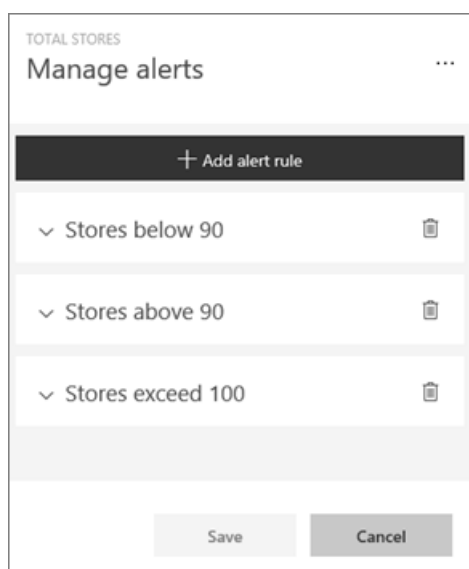 TOTAL STORES
Manage alerts
...
+ Add alert rule
Stores below 90
Stores above 90
Stores exceed 100
Save
Cancel